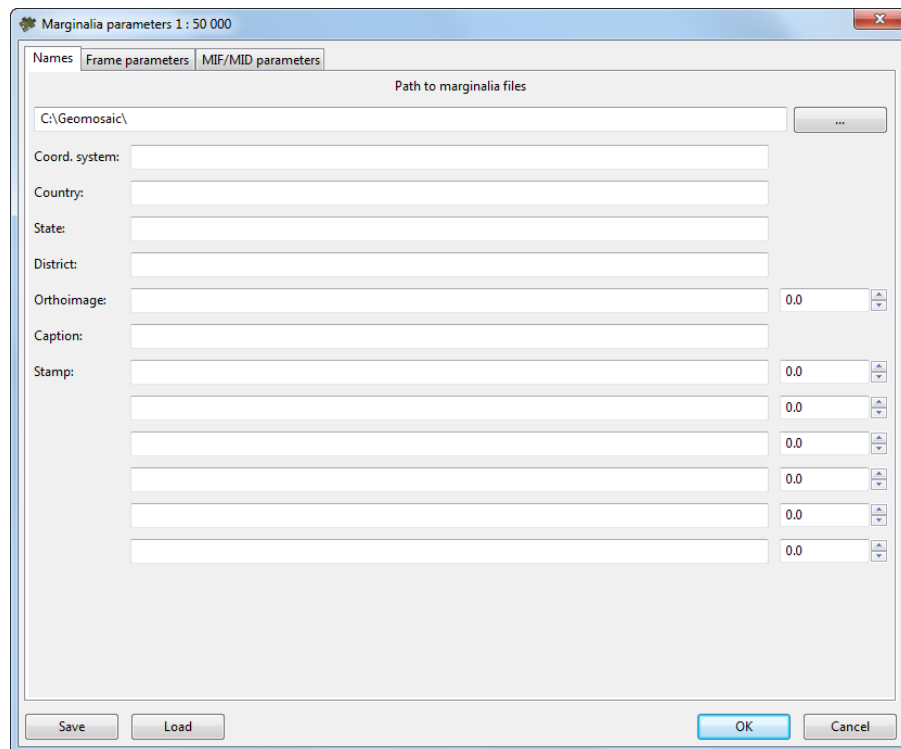 Marginalia parameters 1 : 50 000
Names Frame parameters MIF/MID parameters
Path to marginalia files
C:\Geomosaic\ ...
Coord. system:
Country:
State:
District:
Orthoimage: 0.0
Caption:
Stamp: 0.0
0.0
0.0
0.0
0.0
0.0
Save Load OK Cancel